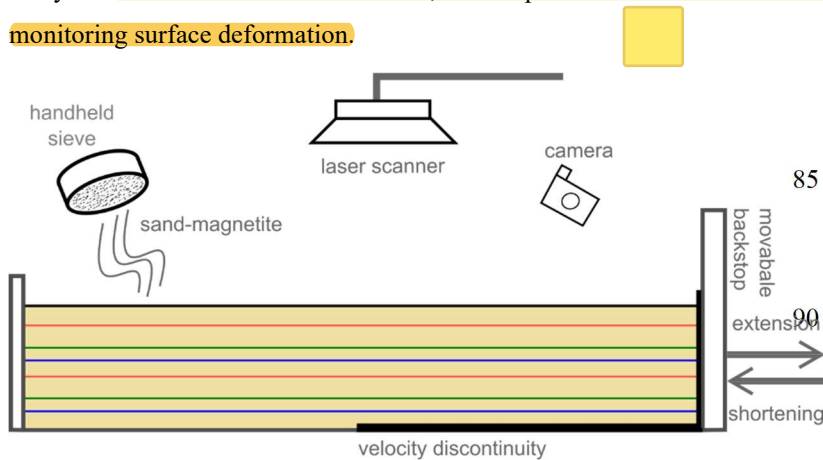 monitoring surface deformation.
handheld
sieve
laser scanner
camera
85
sand-magnetite
movabale
backstop
90
extension
shortening
velocity discontinuity